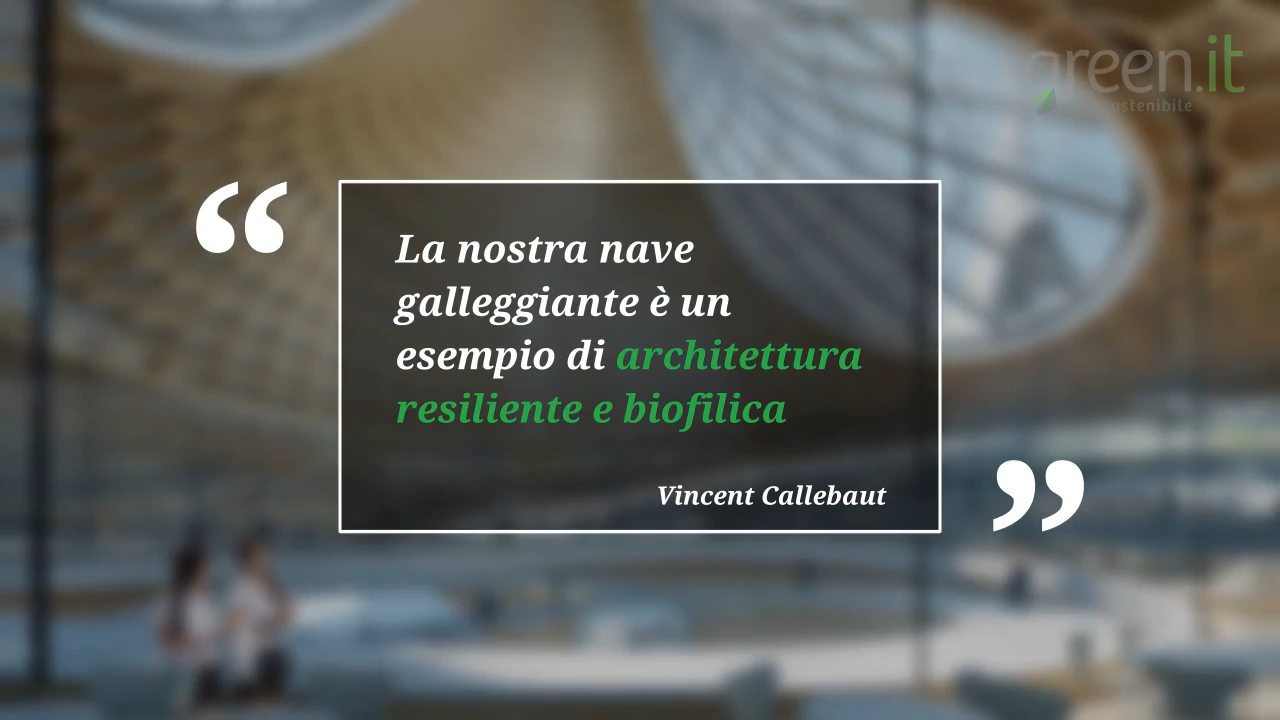 green.it
“
La nostra nave
galleggiante è un
esempio di architettura
resiliente e biofilica
Vincent Callebaut
”